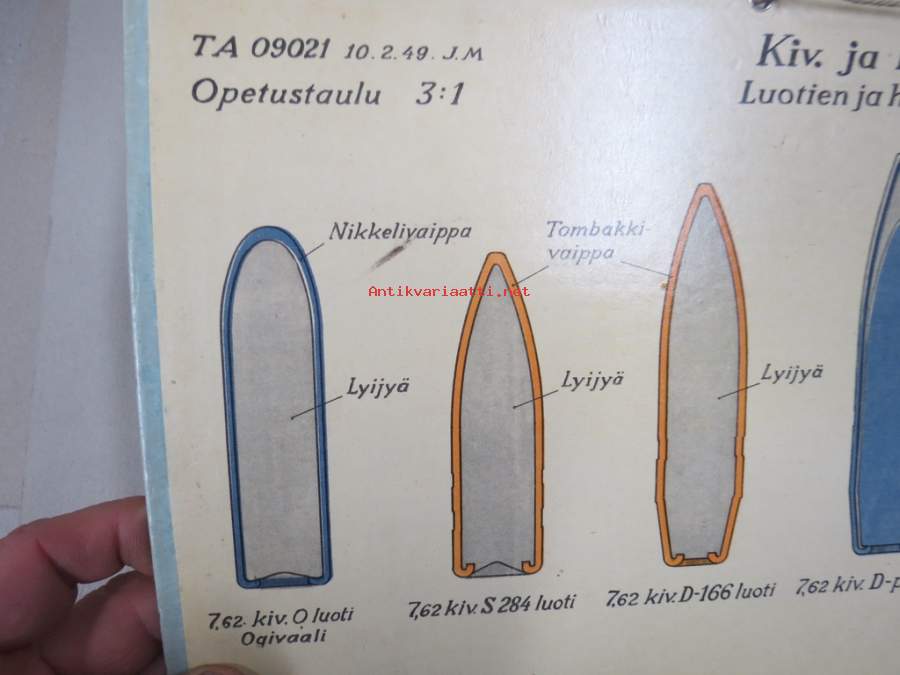 TA 09021 10.2.49. J.M
Opetustaulu 3:1
Kiv. ja
Luotien ja
Nikkelivaippa
Tombakki-
vaippa
Antikvariaatti.net
Lyijyä
Lyijyä
Lyijyä
7,62. kiv. O luoti
Ogivaali
7,62 kiv. S 284 luoti
7,62 kiv. D-166 luoti
7,62 kiv. D-p